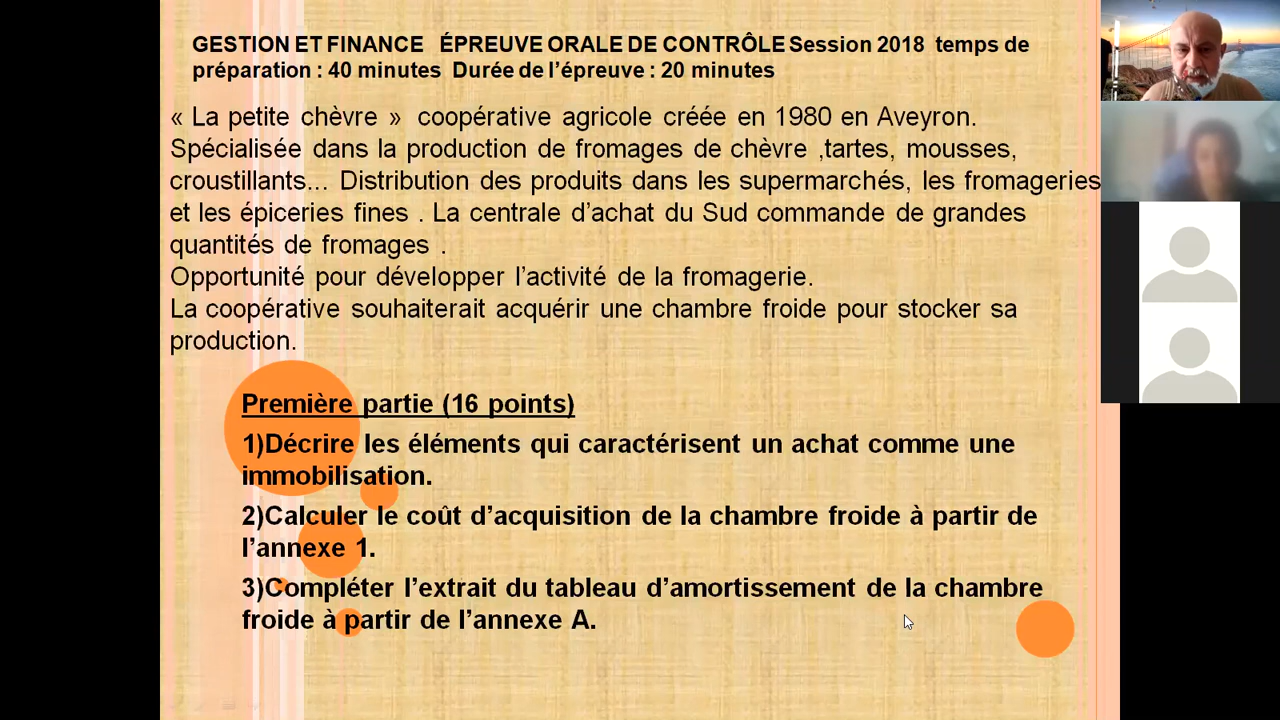 GESTION ET FINANCE ÉPREUVE ORALE DE CONTRÔLE Session 2018 temps de
préparation : 40 minutes Durée de l'épreuve : 20 minutes
« La petite chèvre » coopérative agricole créée en 1980 en Aveyron.
Spécialisée dans la production de fromages de chèvre ,tartes, mousses,
croustillants... Distribution des produits dans les supermarchés, les fromageries
et les épiceries fines . La centrale d'achat du Sud commande de grandes
quantités de fromages .
Opportunité pour développer l'activité de la fromagerie.
La coopérative souhaiterait acquérir une chambre froide pour stocker sa
production.
Première partie (16 points)
1)Décrire les éléments qui caractérisent un achat comme une
immobilisation.
2)Calculer le coût d'acquisition de la chambre froide à partir de
l'annexe 1.
3)Compléter l'extrait du tableau d'amortissement de la chambre
froide à partir de l'annexe A.